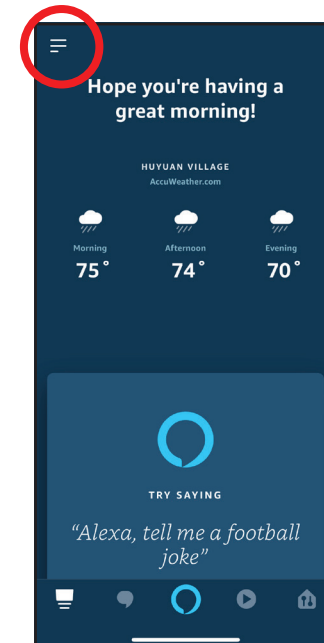 Hope you're having a
great morning!
HUYUAN VILLAGE
AccuWeather.com
Morning Afternoon Evening
75° 74° 70°
TRY SAYING
“Alexa, tell me a football
joke”